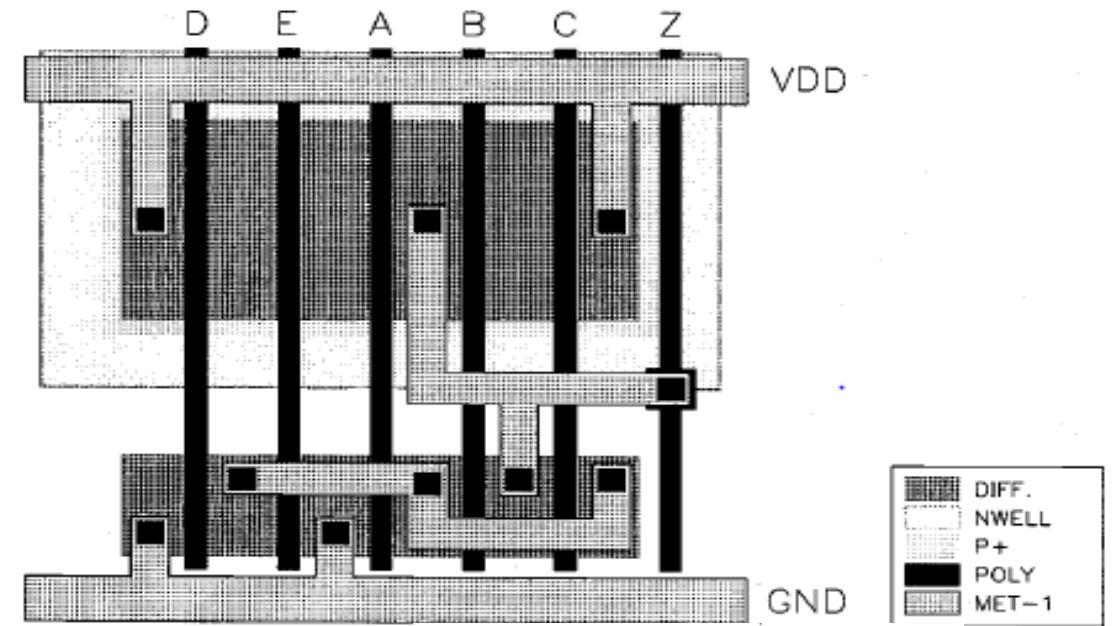 D E A B C Z
VDD
DIFF.
NWELL
P+
POLY
MET-1
GND